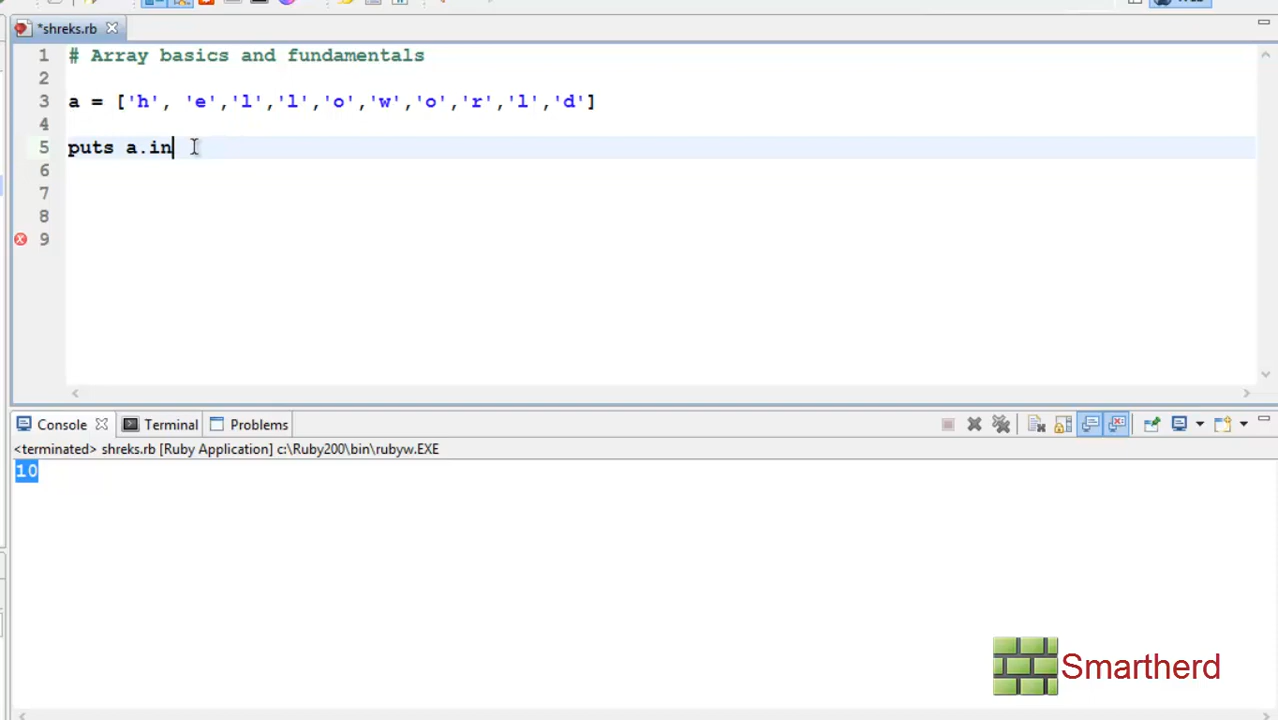 *shreks.rb
1 # Array basics and fundamentals
2
3 a = ['h', 'e','l','l','o','w','o','r','l','d']
4
5 puts a.in
6
7
8
9
Console Terminal Problems
<terminated> shreks.rb [Ruby Application] c:\Ruby200\bin\rubyw.EXE
10
Smartherd